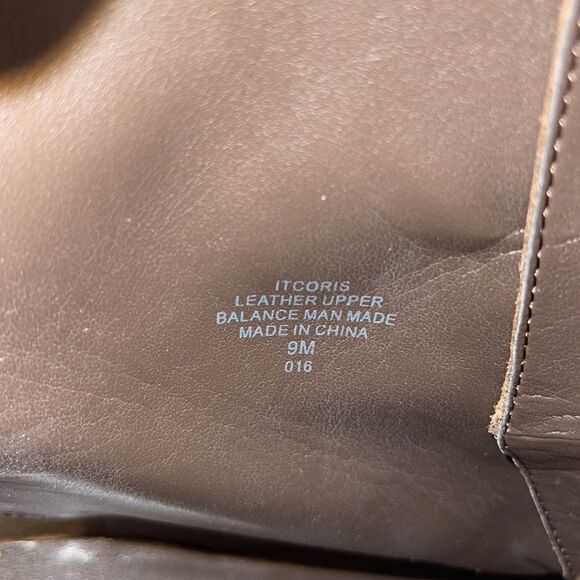 ITCORIS
LEATHER UPPER
BALANCE MAN MADE
MADE IN CHINA
9M
016